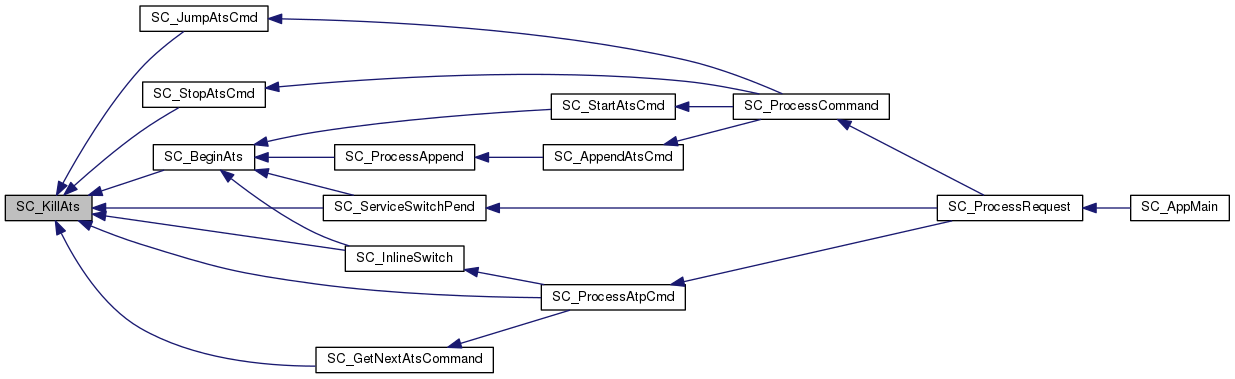 SC_JumpAtsCmd
SC_StopAtsCmd
SC_StartAtsCmd
SC_ProcessCommand
SC_BeginAts
SC_ProcessAppend
SC_AppendAtsCmd
SC_KillAts
SC_ServiceSwitchPend
SC_ProcessRequest
SC_AppMain
SC_InlineSwitch
SC_ProcessAtpCmd
SC_GetNextAtsCommand